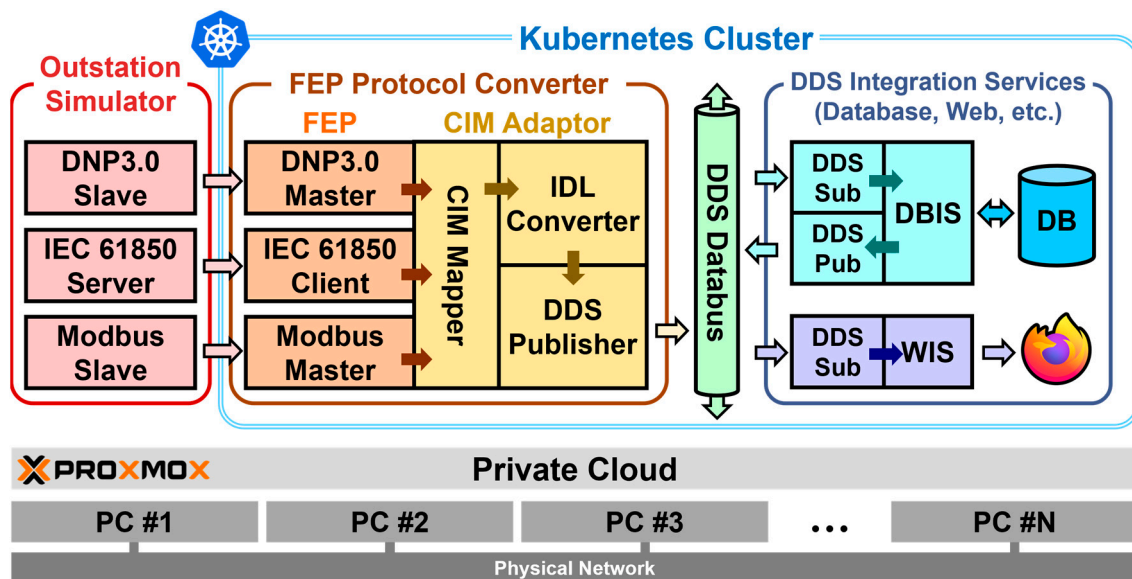 Kubernetes Cluster
Outstation
Simulator
DNP3.0
Slave
IEC 61850
Server
Modbus
Slave
FEP Protocol Converter
FEP
CIM Adaptor
DNP3.0
Master
IEC 61850
Client
Modbus
Master
CIM Mapper
IDL
Converter
DDS
Publisher
DDS Databus
DDS Integration Services
(Database, Web, etc.)
DDS
Sub
DDS
Pub
DBIS
DB
DDS
Sub
WIS
PROXMOX
Private Cloud
PC #1
PC #2
PC #3
...
PC #N
Physical Network